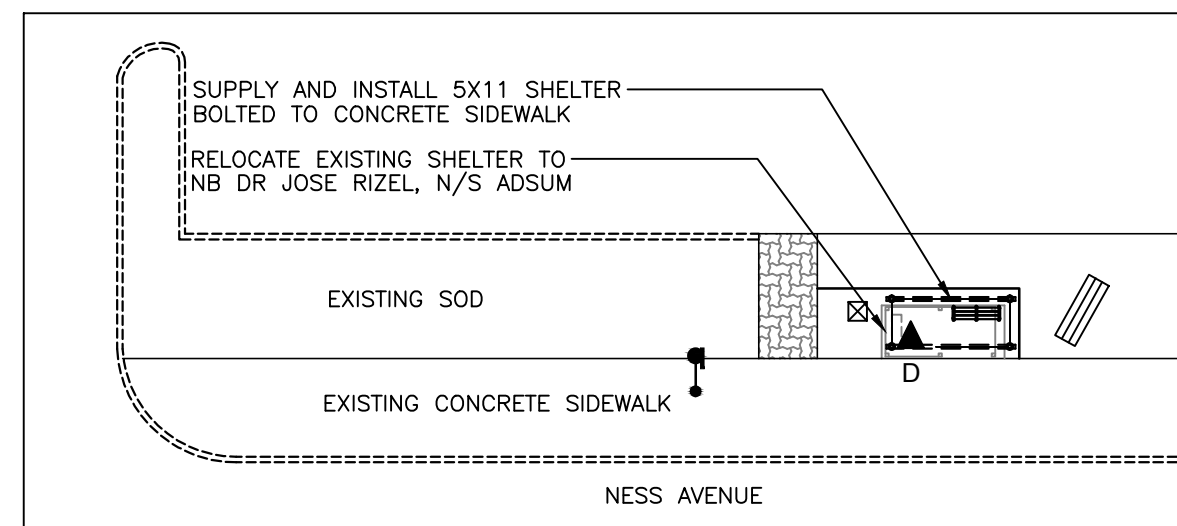 SUPPLY AND INSTALL 5X11 SHELTER
BOLTED TO CONCRETE SIDEWALK
RELOCATE EXISTING SHELTER TO
NB DR JOSE RIZEL, N/S ADSUM
EXISTING SOD
D
EXISTING CONCRETE SIDEWALK
NESS AVENUE